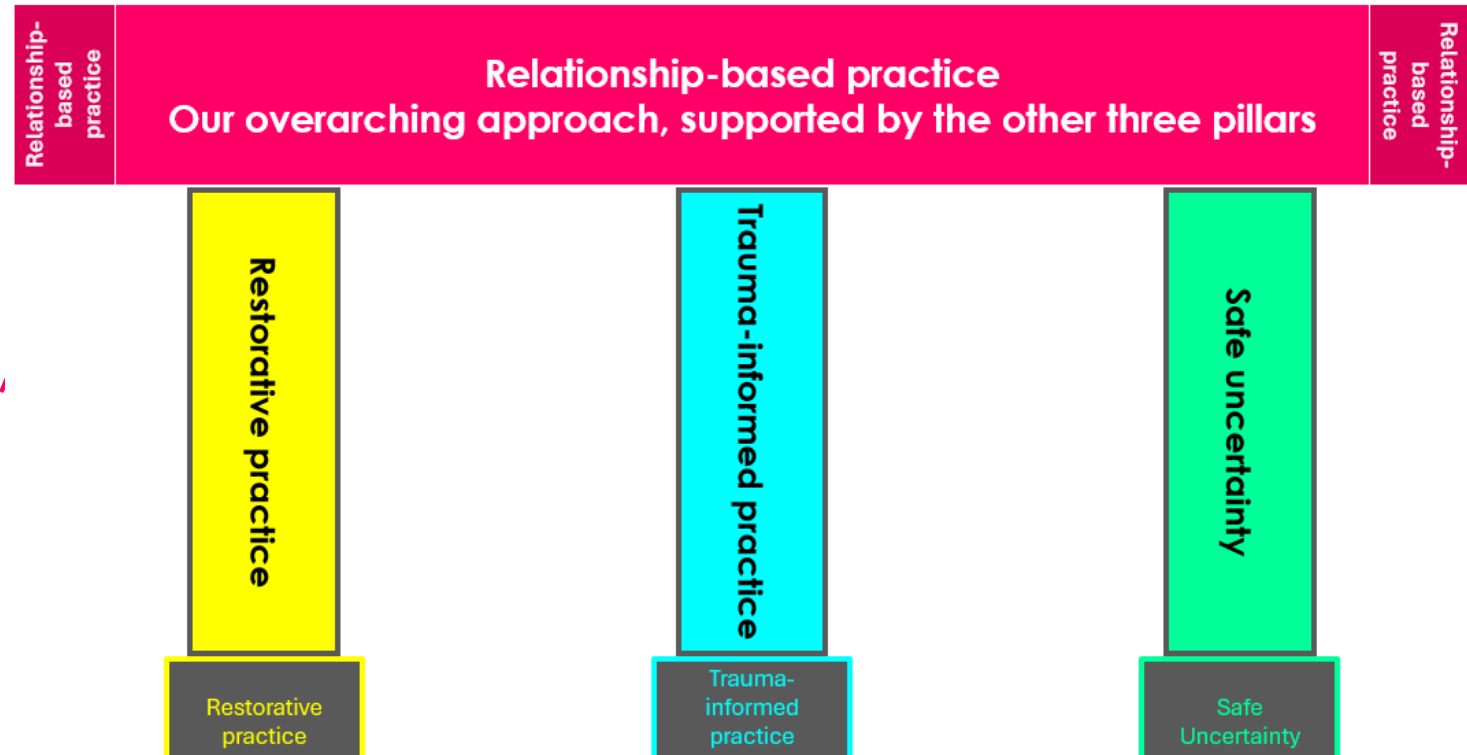 Relationship-
based
practice
Relationship-based practice
Our overarching approach, supported by the other three pillars
Relationship-
based
practice
Restorative practice
Trauma-informed practice
Safe uncertainty
Restorative
practice
Trauma-
informed
practice
Safe
Uncertainty